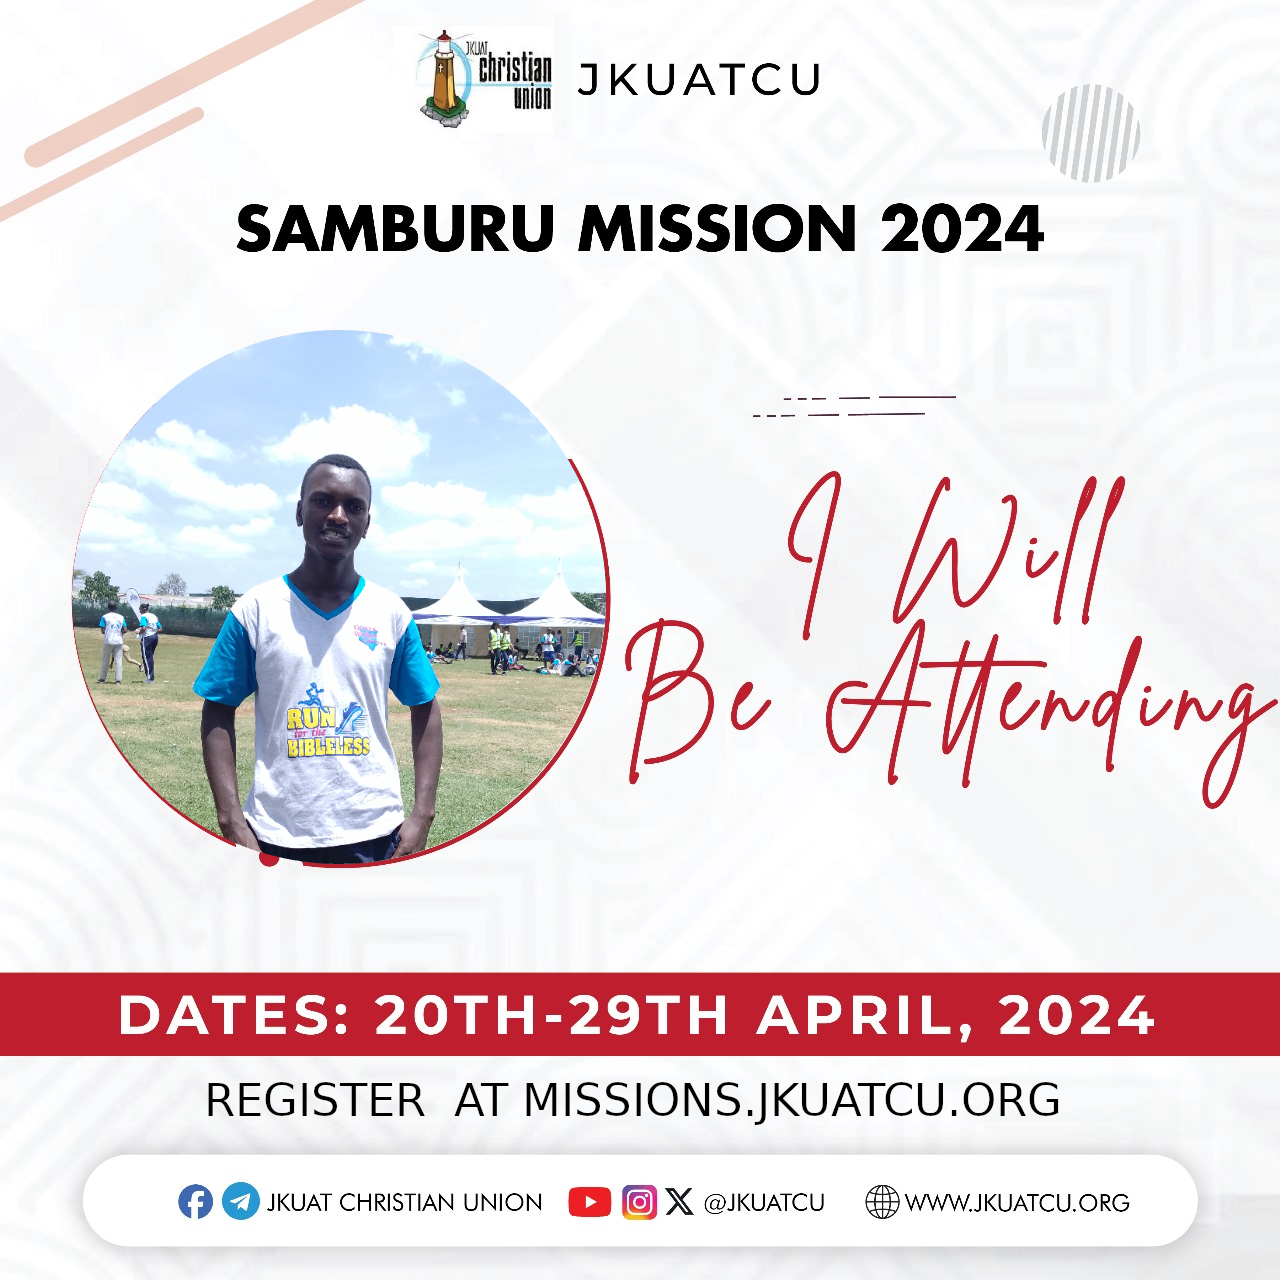 JKUAT
christian
union
JKUATCU
SAMBURU MISSION 2024
I Will
Be Attending
RUN
for the
BIBLELESS
DATES: 20TH-29TH APRIL, 2024
REGISTER AT MISSIONS.JKUATCU.ORG
JKUAT CHRISTIAN UNION @JKUATCU WWW.JKUATCU.ORG